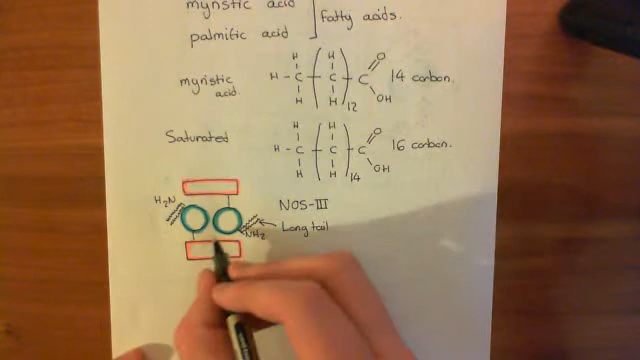 mynstic acid
palmitic acid
fatty acids.
myristic acid.
H H H - C - C - C O OH H H 12
14 carbon.
Saturated
H H H - C - C - C O OH H H 14
16 carbon.
H₂N
NOS-III
NH₂
Long tail